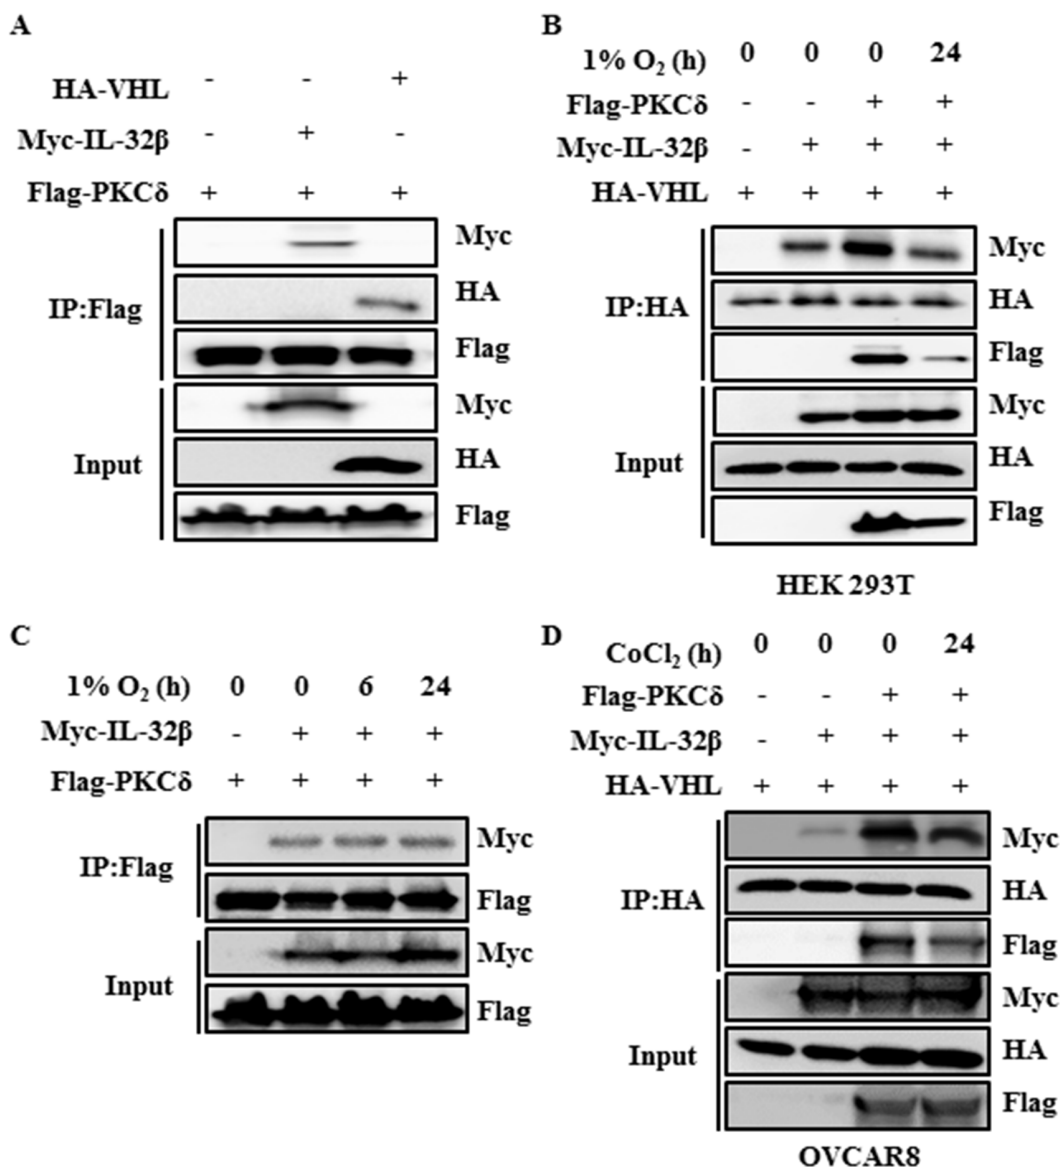 A
HA-VHL - - +
Myc-IL-32β - + -
Flag-PKCδ + + +
IP:Flag
Myc
HA
Flag
Input
Myc
HA
Flag
B
1% O₂ (h) 0 0 0 24
Flag-PKCδ - - + +
Myc-IL-32β - + + +
HA-VHL + + + +
IP:HA
Myc
HA
Flag
Input
Myc
HA
Flag
HEK 293T
C
1% O₂ (h) 0 0 6 24
Myc-IL-32β - + + +
Flag-PKCδ + + + +
IP:Flag
Myc
Flag
Input
Myc
Flag
D
CoCl₂ (h) 0 0 0 24
Flag-PKCδ - - + +
Myc-IL-32β - + + +
HA-VHL + + + +
IP:HA
Myc
HA
Flag
Input
Myc
HA
Flag
OVCAR8